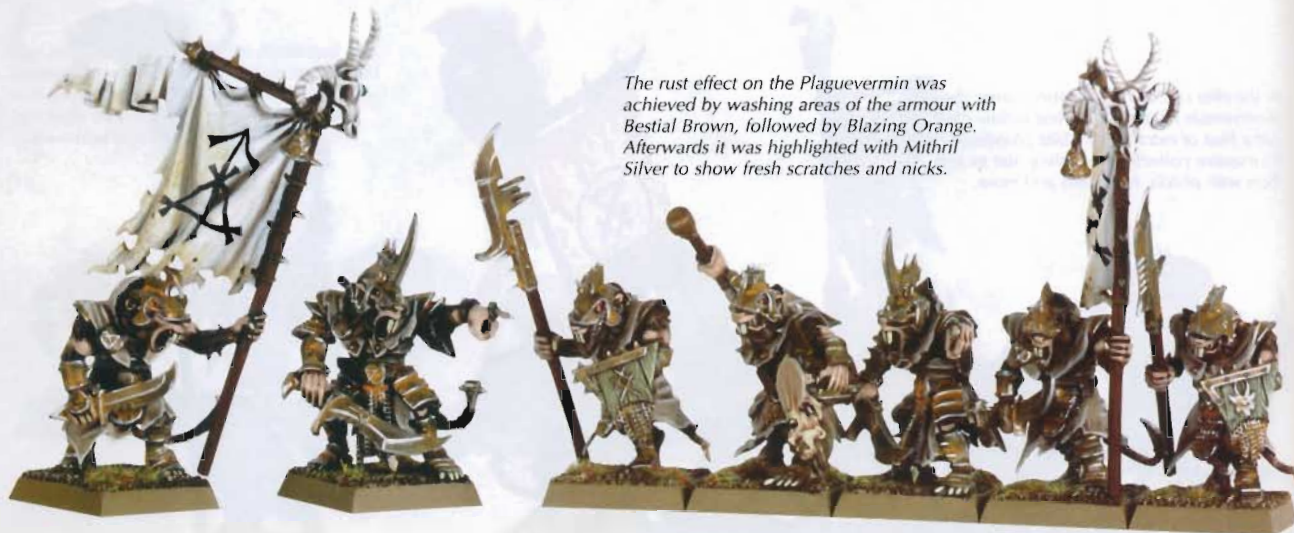 The rust effect on the Plaguevermin was
achieved by washing areas of the armour with
Bestial Brown, followed by Blazing Orange.
Afterwards it was highlighted with Mithril
Silver to show fresh scratches and nicks.